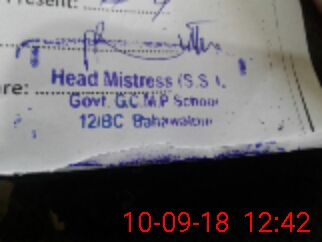 Present:
re:
Head Mistress (S.S).
Govt. G.C.M.P School
12/BC Bahawalpur
10-09-18 12:42